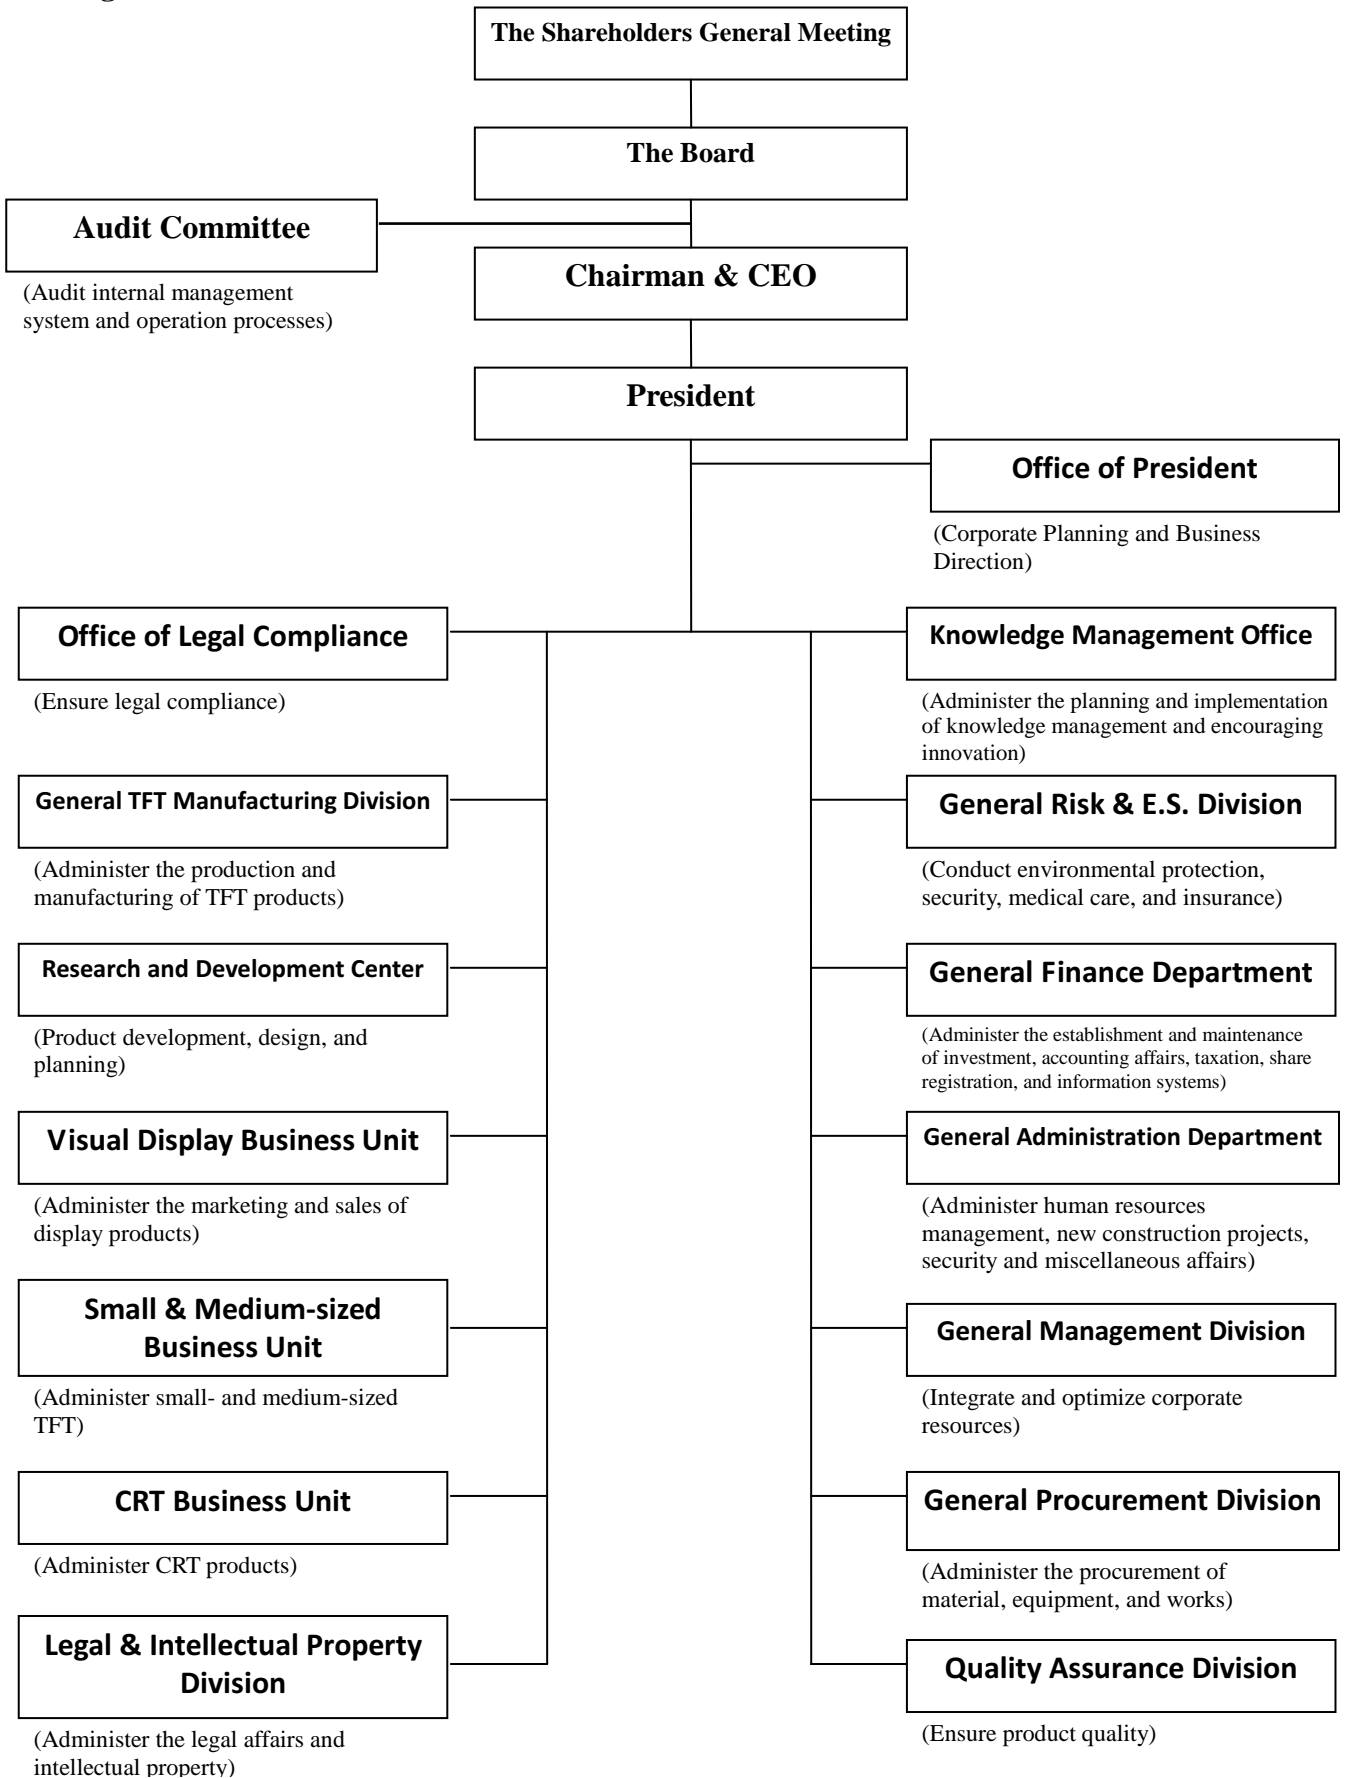 The Shareholders General Meeting
The Board
Audit Committee
(Audit internal management
system and operation processes)
Chairman & CEO
President
Office of President
(Corporate Planning and Business
Direction)
Office of Legal Compliance
(Ensure legal compliance)
Knowledge Management Office
(Administer the planning and implementation
of knowledge management and encouraging
innovation)
General TFT Manufacturing Division
(Administer the production and
manufacturing of TFT products)
General Risk & E.S. Division
(Conduct environmental protection,
security, medical care, and insurance)
Research and Development Center
(Product development, design, and
planning)
General Finance Department
(Administer the establishment and maintenance
of investment, accounting affairs, taxation, share
registration, and information systems)
Visual Display Business Unit
(Administer the marketing and sales of
display products)
General Administration Department
(Administer human resources
management, new construction projects,
security and miscellaneous affairs)
Small & Medium-sized
Business Unit
(Administer small- and medium-sized
TFT)
General Management Division
(Integrate and optimize corporate
resources)
CRT Business Unit
(Administer CRT products)
General Procurement Division
(Administer the procurement of
material, equipment, and works)
Legal & Intellectual Property
Division
(Administer the legal affairs and
intellectual property)
Quality Assurance Division
(Ensure product quality)